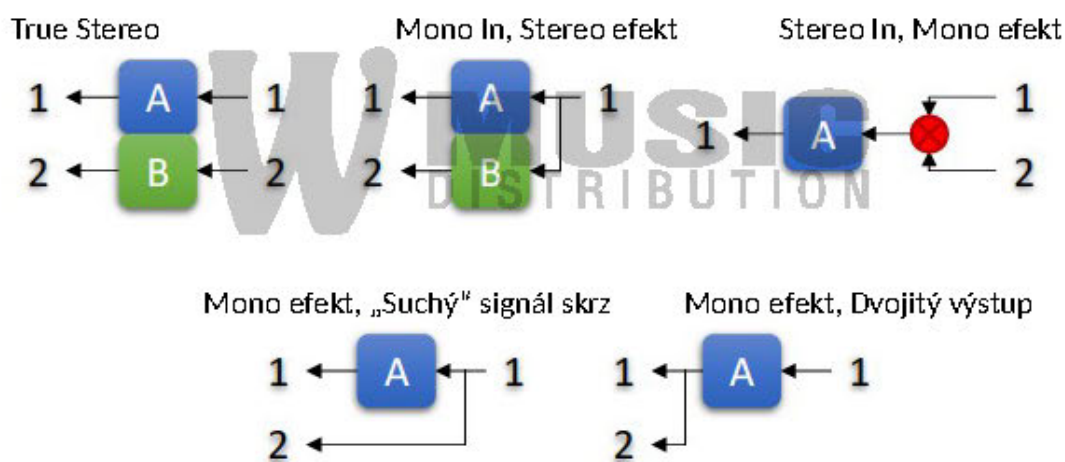 True Stereo
Mono In, Stereo efekt
Stereo In, Mono efekt
1 A 1
2 B 2
1 A 1
2 B
1 A 1
2
W MUSIC
DISTRIBUTION
Mono efekt, „Suchý" signál skrz
Mono efekt, Dvojitý výstup
1 A 1
2
1 A 1
2